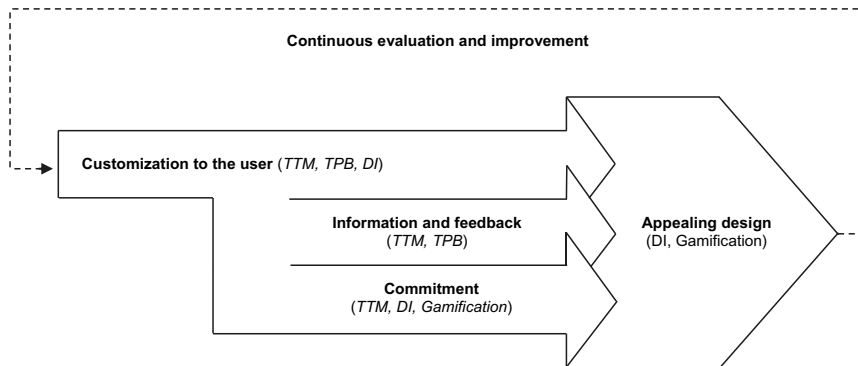 Continuous evaluation and improvement
Customization to the user (TTM, TPB, DI)
Information and feedback
(TTM, TPB)
Commitment
(TTM, DI, Gamification)
Appealing design
(DI, Gamification)